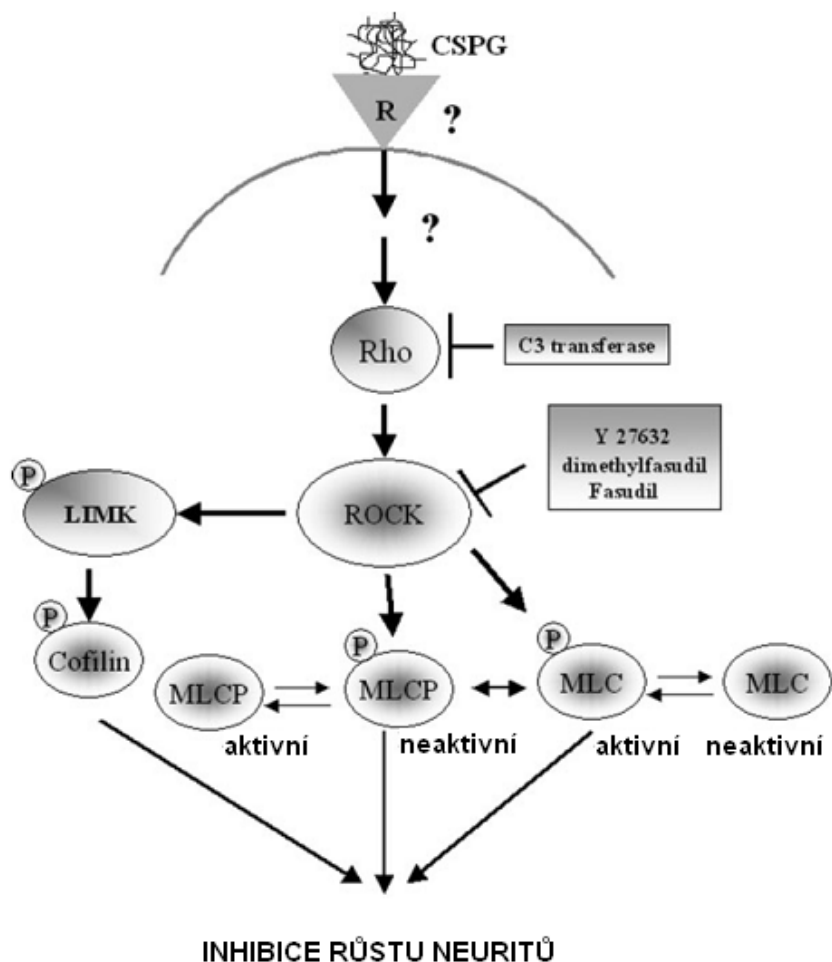 CSPG
R
?
?
Rho
C3 transferase
Y 27632
dimethylfasudil
Fasudil
P
LIMK
ROCK
P
Cofilin
MLCP
P
MLCP
P
MLC
MLC
aktivní
neaktivní
aktivní
neaktivní
INHIBICE RŮSTU NEURITŮ